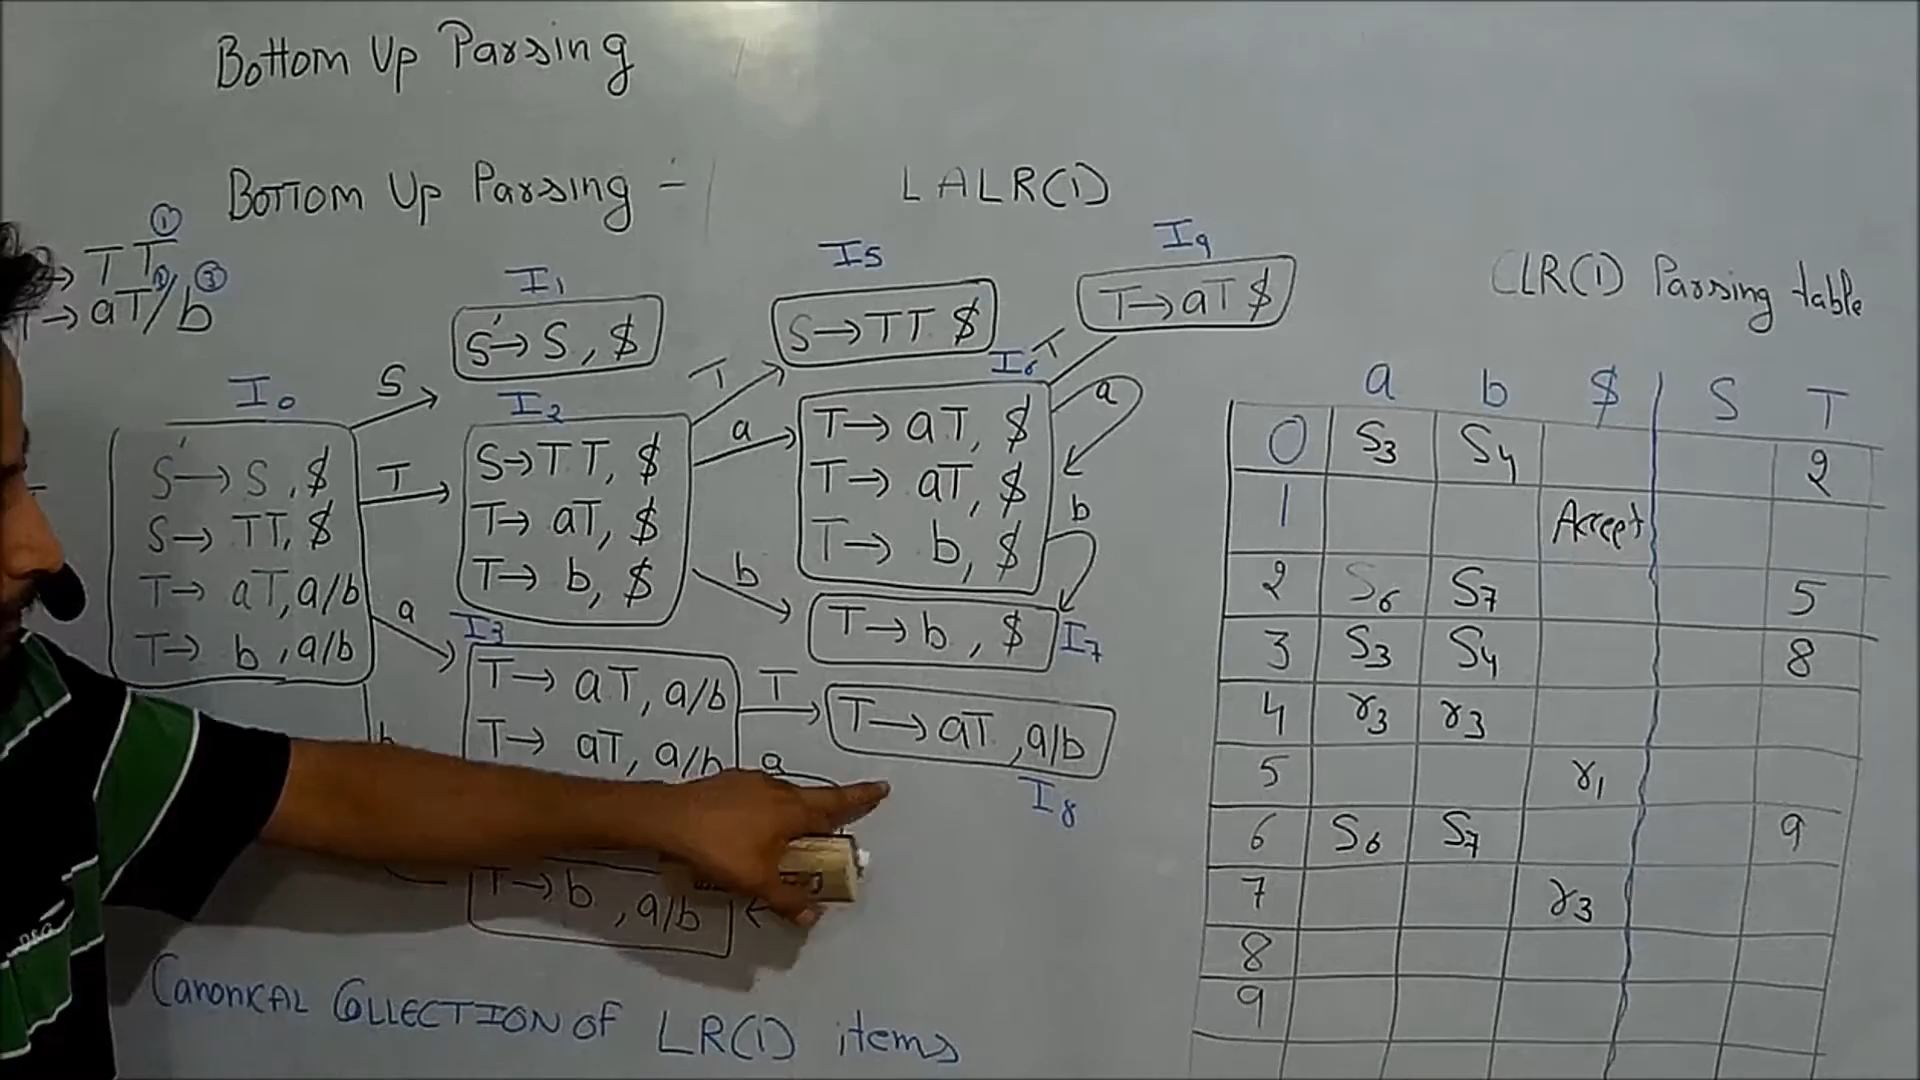 Bottom Up Parsing
Bottom Up Parsing - LALR(1)
→ TT ①
→ aT/b ② ③
I0
S'→ S, $
S→ TT, $
T→ aT, a/b
T→ b, a/b
S
T
a
b
I1
S'→ S, $
I2
S→TT, $
T→ aT, $
T→ b, $
T
a
b
I3
T→ aT, a/b
T→ aT, a/b
T→ b, a/b
T
a
I5
S→TT $
I6
T→ aT, $
T→ aT, $
T→ b, $
T
a
b
I9
T→aT $
T→b, $
I7
T→aT, a/b
I8
CANONICAL COLLECTION OF LR(1) items
CLR(1) Parsing table
a b $ S T
0 S3 S4 2
1 Accept
2 S6 S7 5
3 S3 S4 8
4 r3 r3
5 r1
6 S6 S7 9
7 r3
8
9